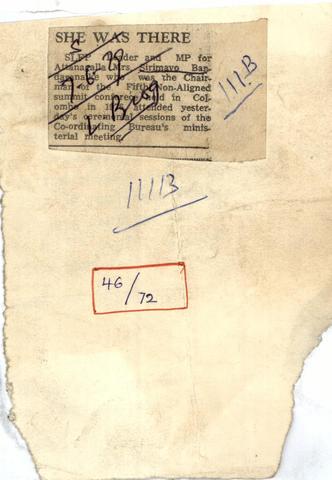 SHE WAS THERE
SLFP Leader and MP for
Attanagalla Mrs. Sirimavo Ban-
daranaike who was the Chair-
man of the Fifth Non-Aligned
summit conference held in Col-
ombo in attended yester-
day's ceremonial sessions of the
Co-ordinating Bureau's minis-
terial meeting.
111B
111B
46/72